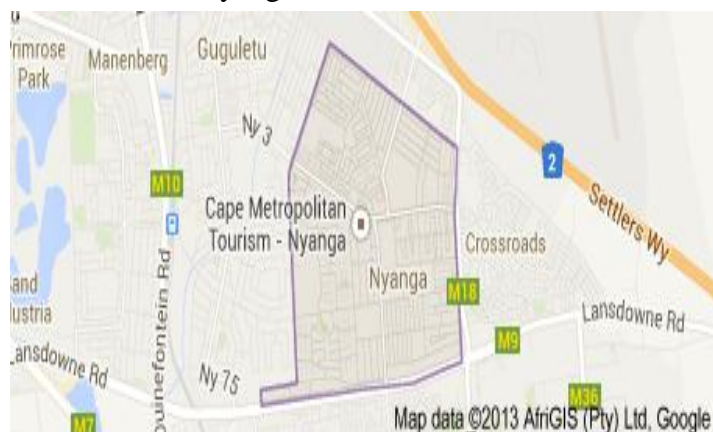 Primrose
Park
Manenberg
Guguletu
Ny 3
M10
2
Settlers Wy
Cape Metropolitan
Tourism - Nyanga
Crossroads
Nyanga
M18
Lansdowne Rd
M9
Lansdowne Rd
Ny 75
M36
M7
Map data ©2013 AfriGIS (Pty) Ltd, Google